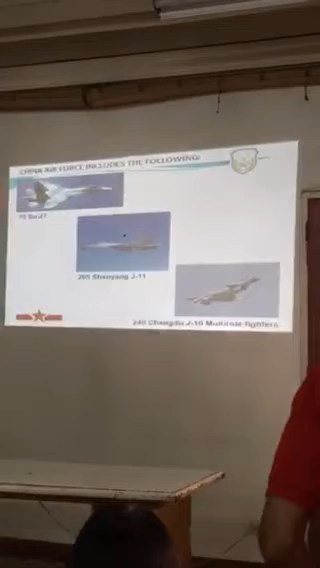 CHINA AIR FORCE INCLUDES THE FOLLOWING:
75 Su-27
205 Shenyang J-11
240 Chengdu J-10 Multirole fighters